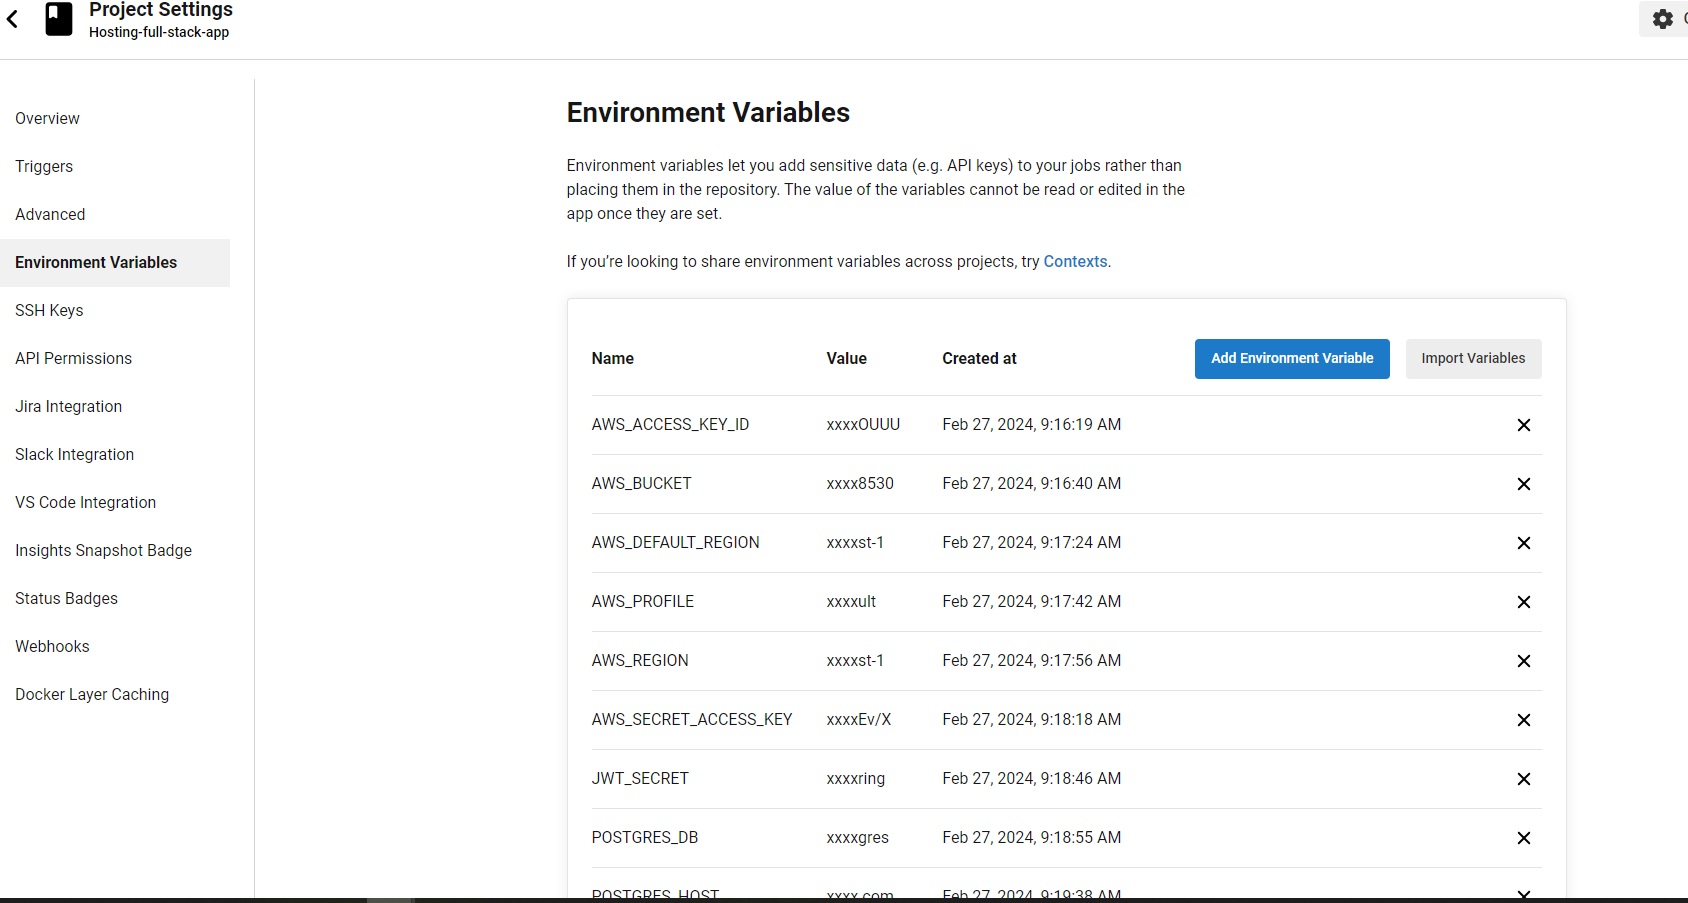 Project Settings
Hosting-full-stack-app
Overview
Triggers
Advanced
Environment Variables
SSH Keys
API Permissions
Jira Integration
Slack Integration
VS Code Integration
Insights Snapshot Badge
Status Badges
Webhooks
Docker Layer Caching
Environment Variables
Environment variables let you add sensitive data (e.g. API keys) to your jobs rather than
placing them in the repository. The value of the variables cannot be read or edited in the
app once they are set.
If you’re looking to share environment variables across projects, try Contexts.
Name Value Created at Add Environment Variable Import Variables
AWS_ACCESS_KEY_ID xxxxOUUU Feb 27, 2024, 9:16:19 AM
AWS_BUCKET xxxx8530 Feb 27, 2024, 9:16:40 AM
AWS_DEFAULT_REGION xxxxst-1 Feb 27, 2024, 9:17:24 AM
AWS_PROFILE xxxxult Feb 27, 2024, 9:17:42 AM
AWS_REGION xxxxst-1 Feb 27, 2024, 9:17:56 AM
AWS_SECRET_ACCESS_KEY xxxxEv/X Feb 27, 2024, 9:18:18 AM
JWT_SECRET xxxxring Feb 27, 2024, 9:18:46 AM
POSTGRES_DB xxxxgres Feb 27, 2024, 9:18:55 AM
POSTGRES_HOST xxxx.com Feb 27, 2024, 9:19:38 AM